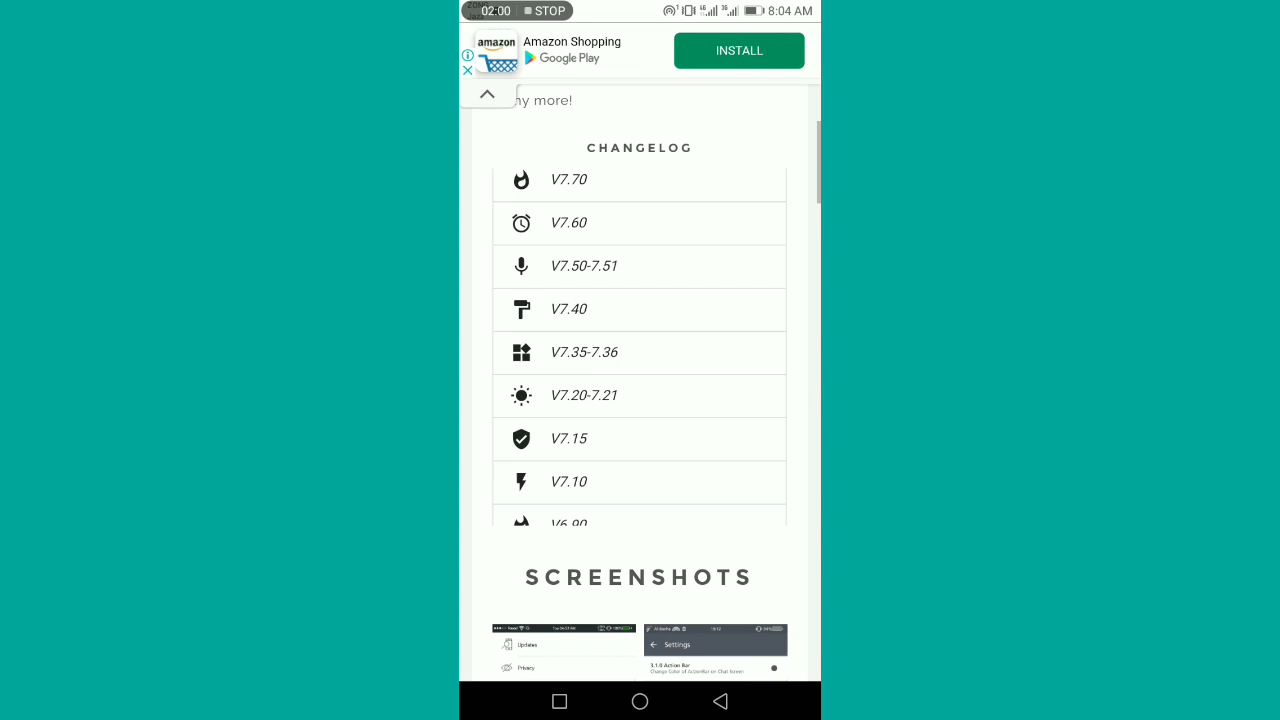 02:00 STOP
8:04 AM
amazon
Amazon Shopping
Google Play
INSTALL
ny more!
CHANGELOG
V7.70
V7.60
V7.50-7.51
V7.40
V7.35-7.36
V7.20-7.21
V7.15
V7.10
V6.90
SCREENSHOTS
Updates
Privacy
Settings
3.1.0 Action Bar
Change Color of ActionBar on Chat Screen